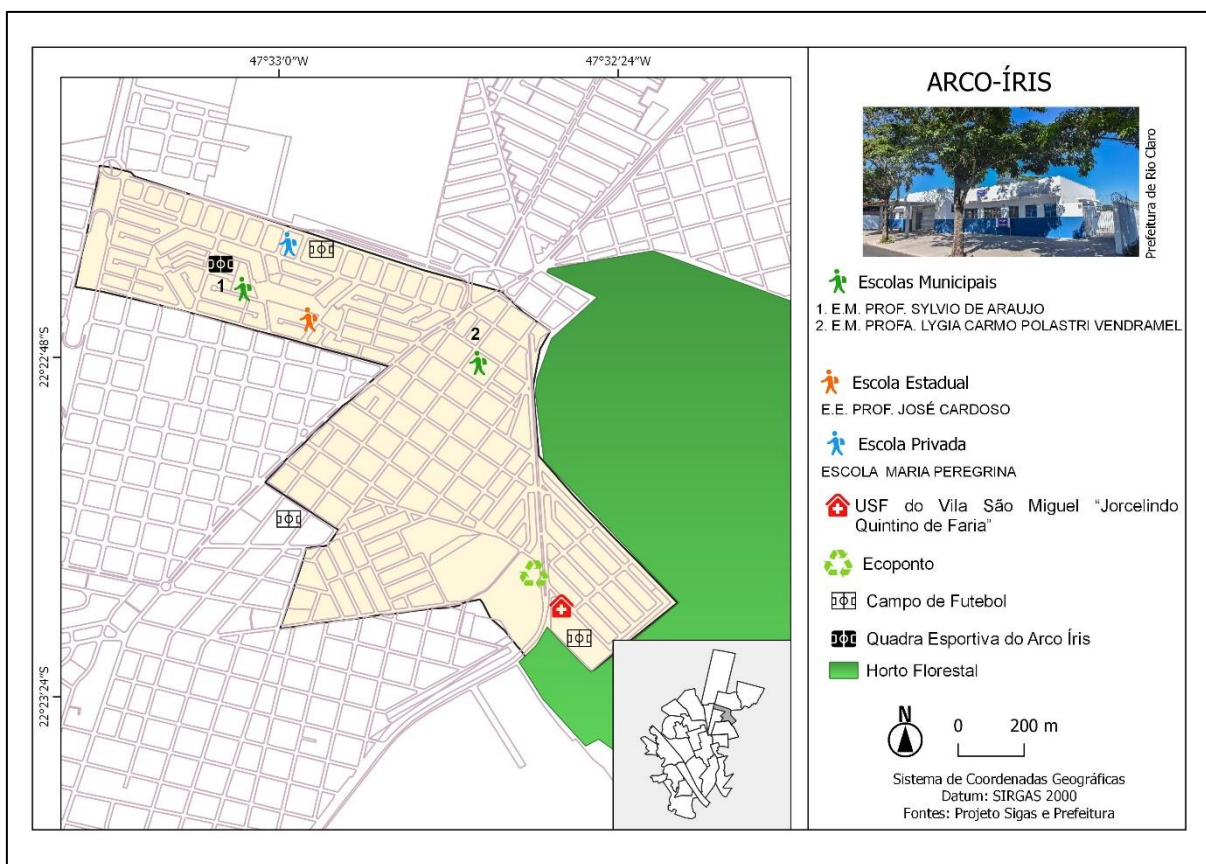 47°33'0"W
47°32'24"W
22°22'48"S
22°23'24"S
1
2
ARCO-ÍRIS
Prefeitura de Rio Claro
Escolas Municipais
1. E.M. PROF. SYLVIO DE ARAUJO
2. E.M. PROFA. LYGIA CARMO POLASTRI VENDRAMEL
Escola Estadual
E.E. PROF. JOSÉ CARDOSO
Escola Privada
ESCOLA MARIA PEREGRINA
USF do Vila São Miguel "Jorcelindo
Quintino de Faria"
Ecoponto
Campo de Futebol
Quadra Esportiva do Arco Íris
Horto Florestal
N
0 200 m
Sistema de Coordenadas Geográficas
Datum: SIRGAS 2000
Fontes: Projeto Sigas e Prefeitura